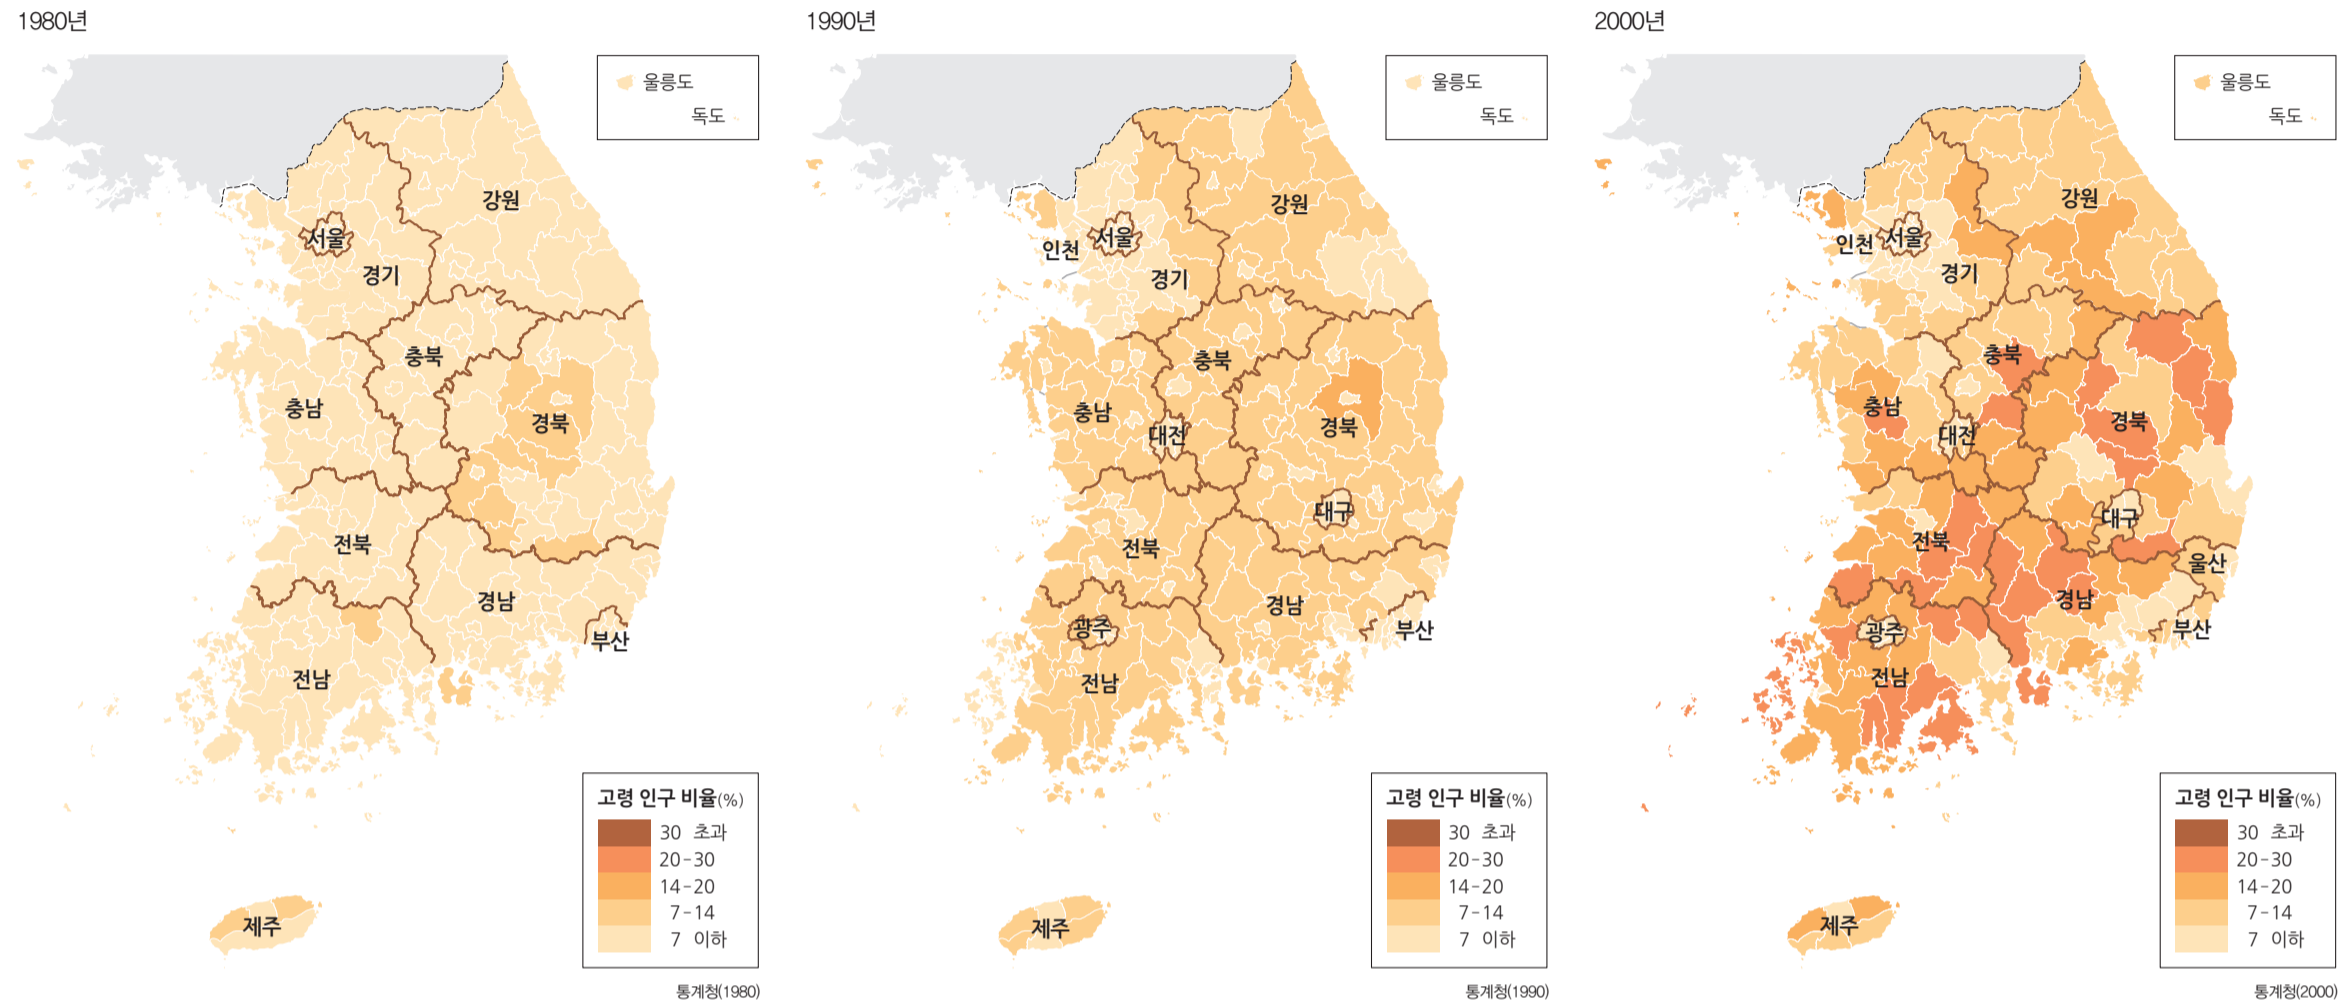 1980년
울릉도
독도
강원
서울
경기
충북
충남
경북
전북
경남
부산
전남
제주
고령 인구 비율(%)
30 초과
20-30
14-20
7-14
7 이하
통계청(1980)
1990년
울릉도
독도
강원
인천
서울
경기
충북
충남
대전
경북
대구
전북
경남
광주
부산
전남
제주
고령 인구 비율(%)
30 초과
20-30
14-20
7-14
7 이하
통계청(1990)
2000년
울릉도
독도
강원
인천
서울
경기
충북
충남
대전
경북
대구
전북
울산
경남
광주
부산
전남
제주
고령 인구 비율(%)
30 초과
20-30
14-20
7-14
7 이하
통계청(2000)